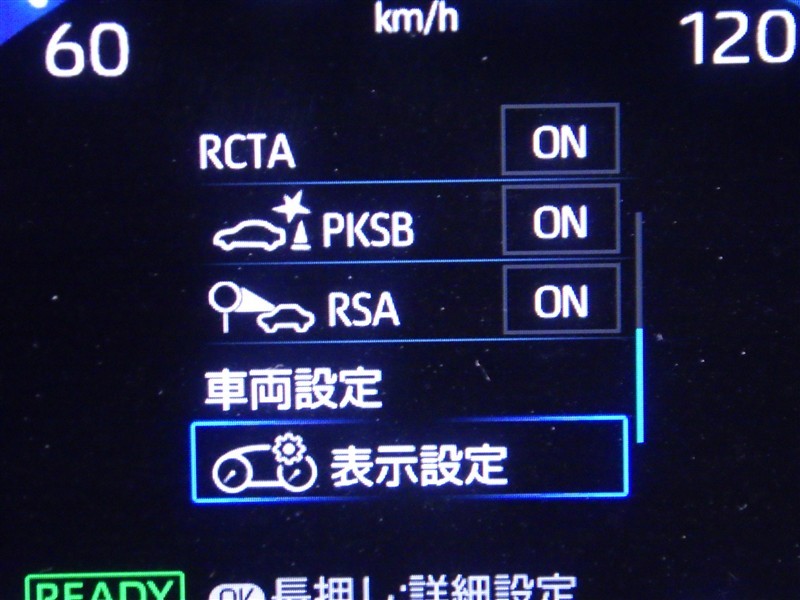 km/h
60 120
RCTA ON
PKSB ON
RSA ON
車両設定
表示設定
READY OK 長押し:詳細設定